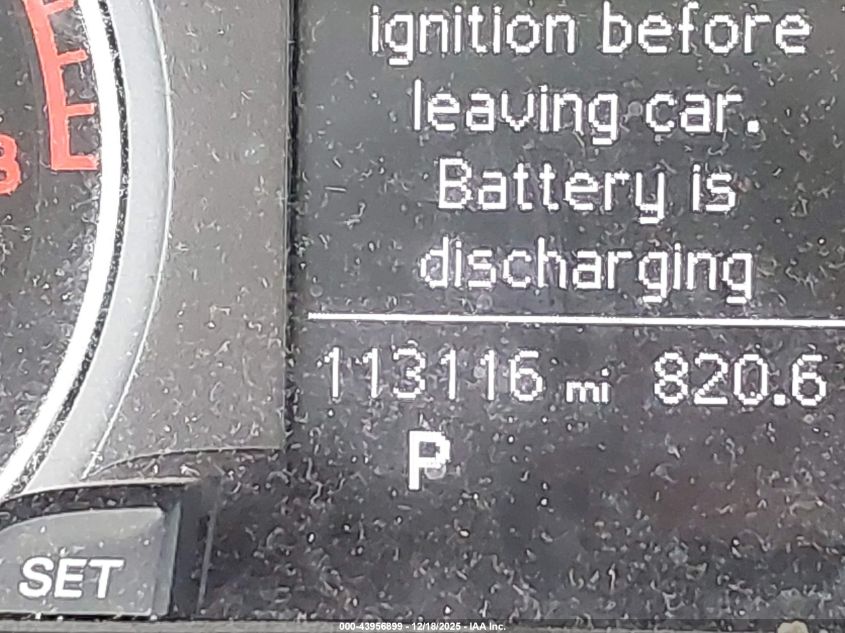 ignition before
leaving car.
Battery is
discharging
113116 mi 820.6
P
8
SET
000-43956899 - 12/18/2025 - IAA Inc.